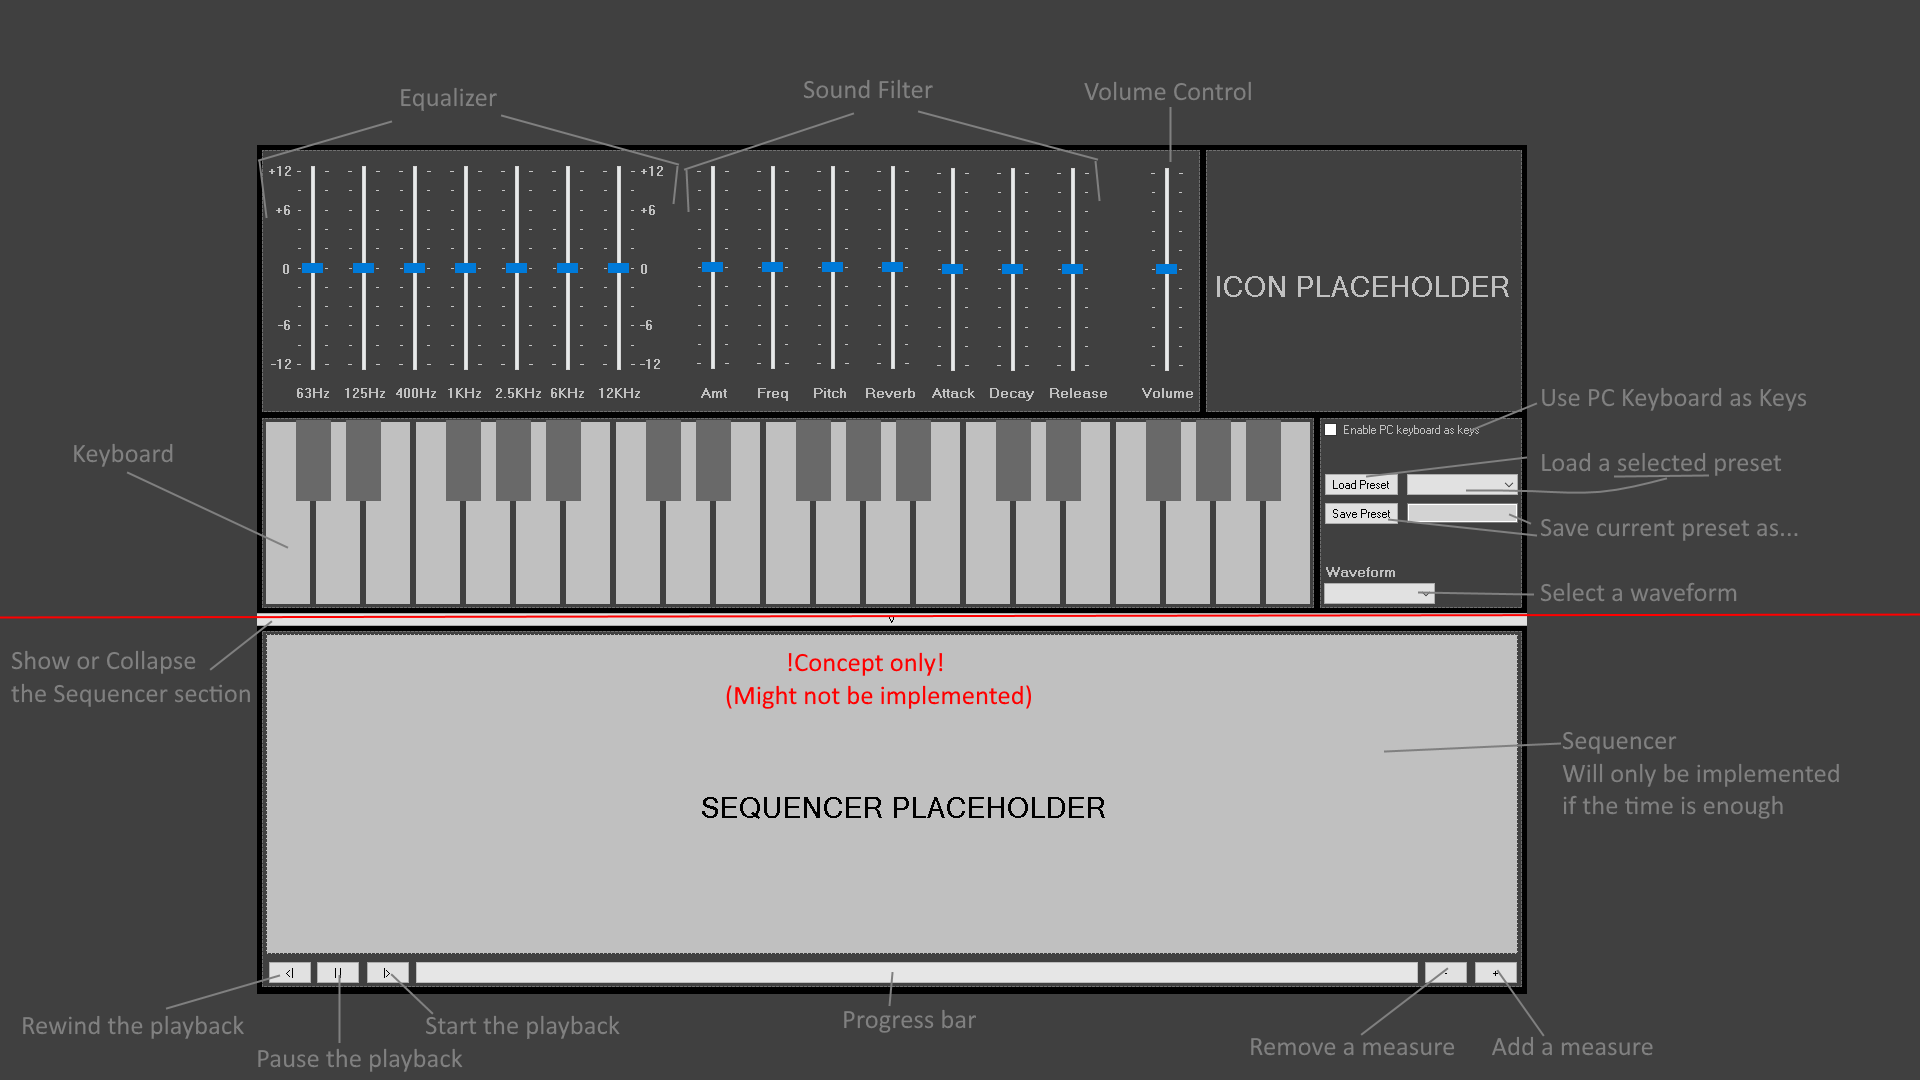 Equalizer
Sound Filter
Volume Control
+12 +12
+6 +6
0 0
-6 -6
-12 -12
63Hz 125Hz 400Hz 1KHz 2.5KHz 6KHz 12KHz Amt Freq Pitch Reverb Attack Decay Release Volume
ICON PLACEHOLDER
Use PC Keyboard as Keys
Enable PC keyboard as keys
Keyboard
Load a selected preset
Load Preset
Save Preset
Save current preset as...
Waveform
Select a waveform
Show or Collapse
the Sequencer section
!Concept only!
(Might not be implemented)
Sequencer
Will only be implemented
if the time is enough
SEQUENCER PLACEHOLDER
- +
Rewind the playback
Pause the playback
Start the playback
Progress bar
Remove a measure
Add a measure